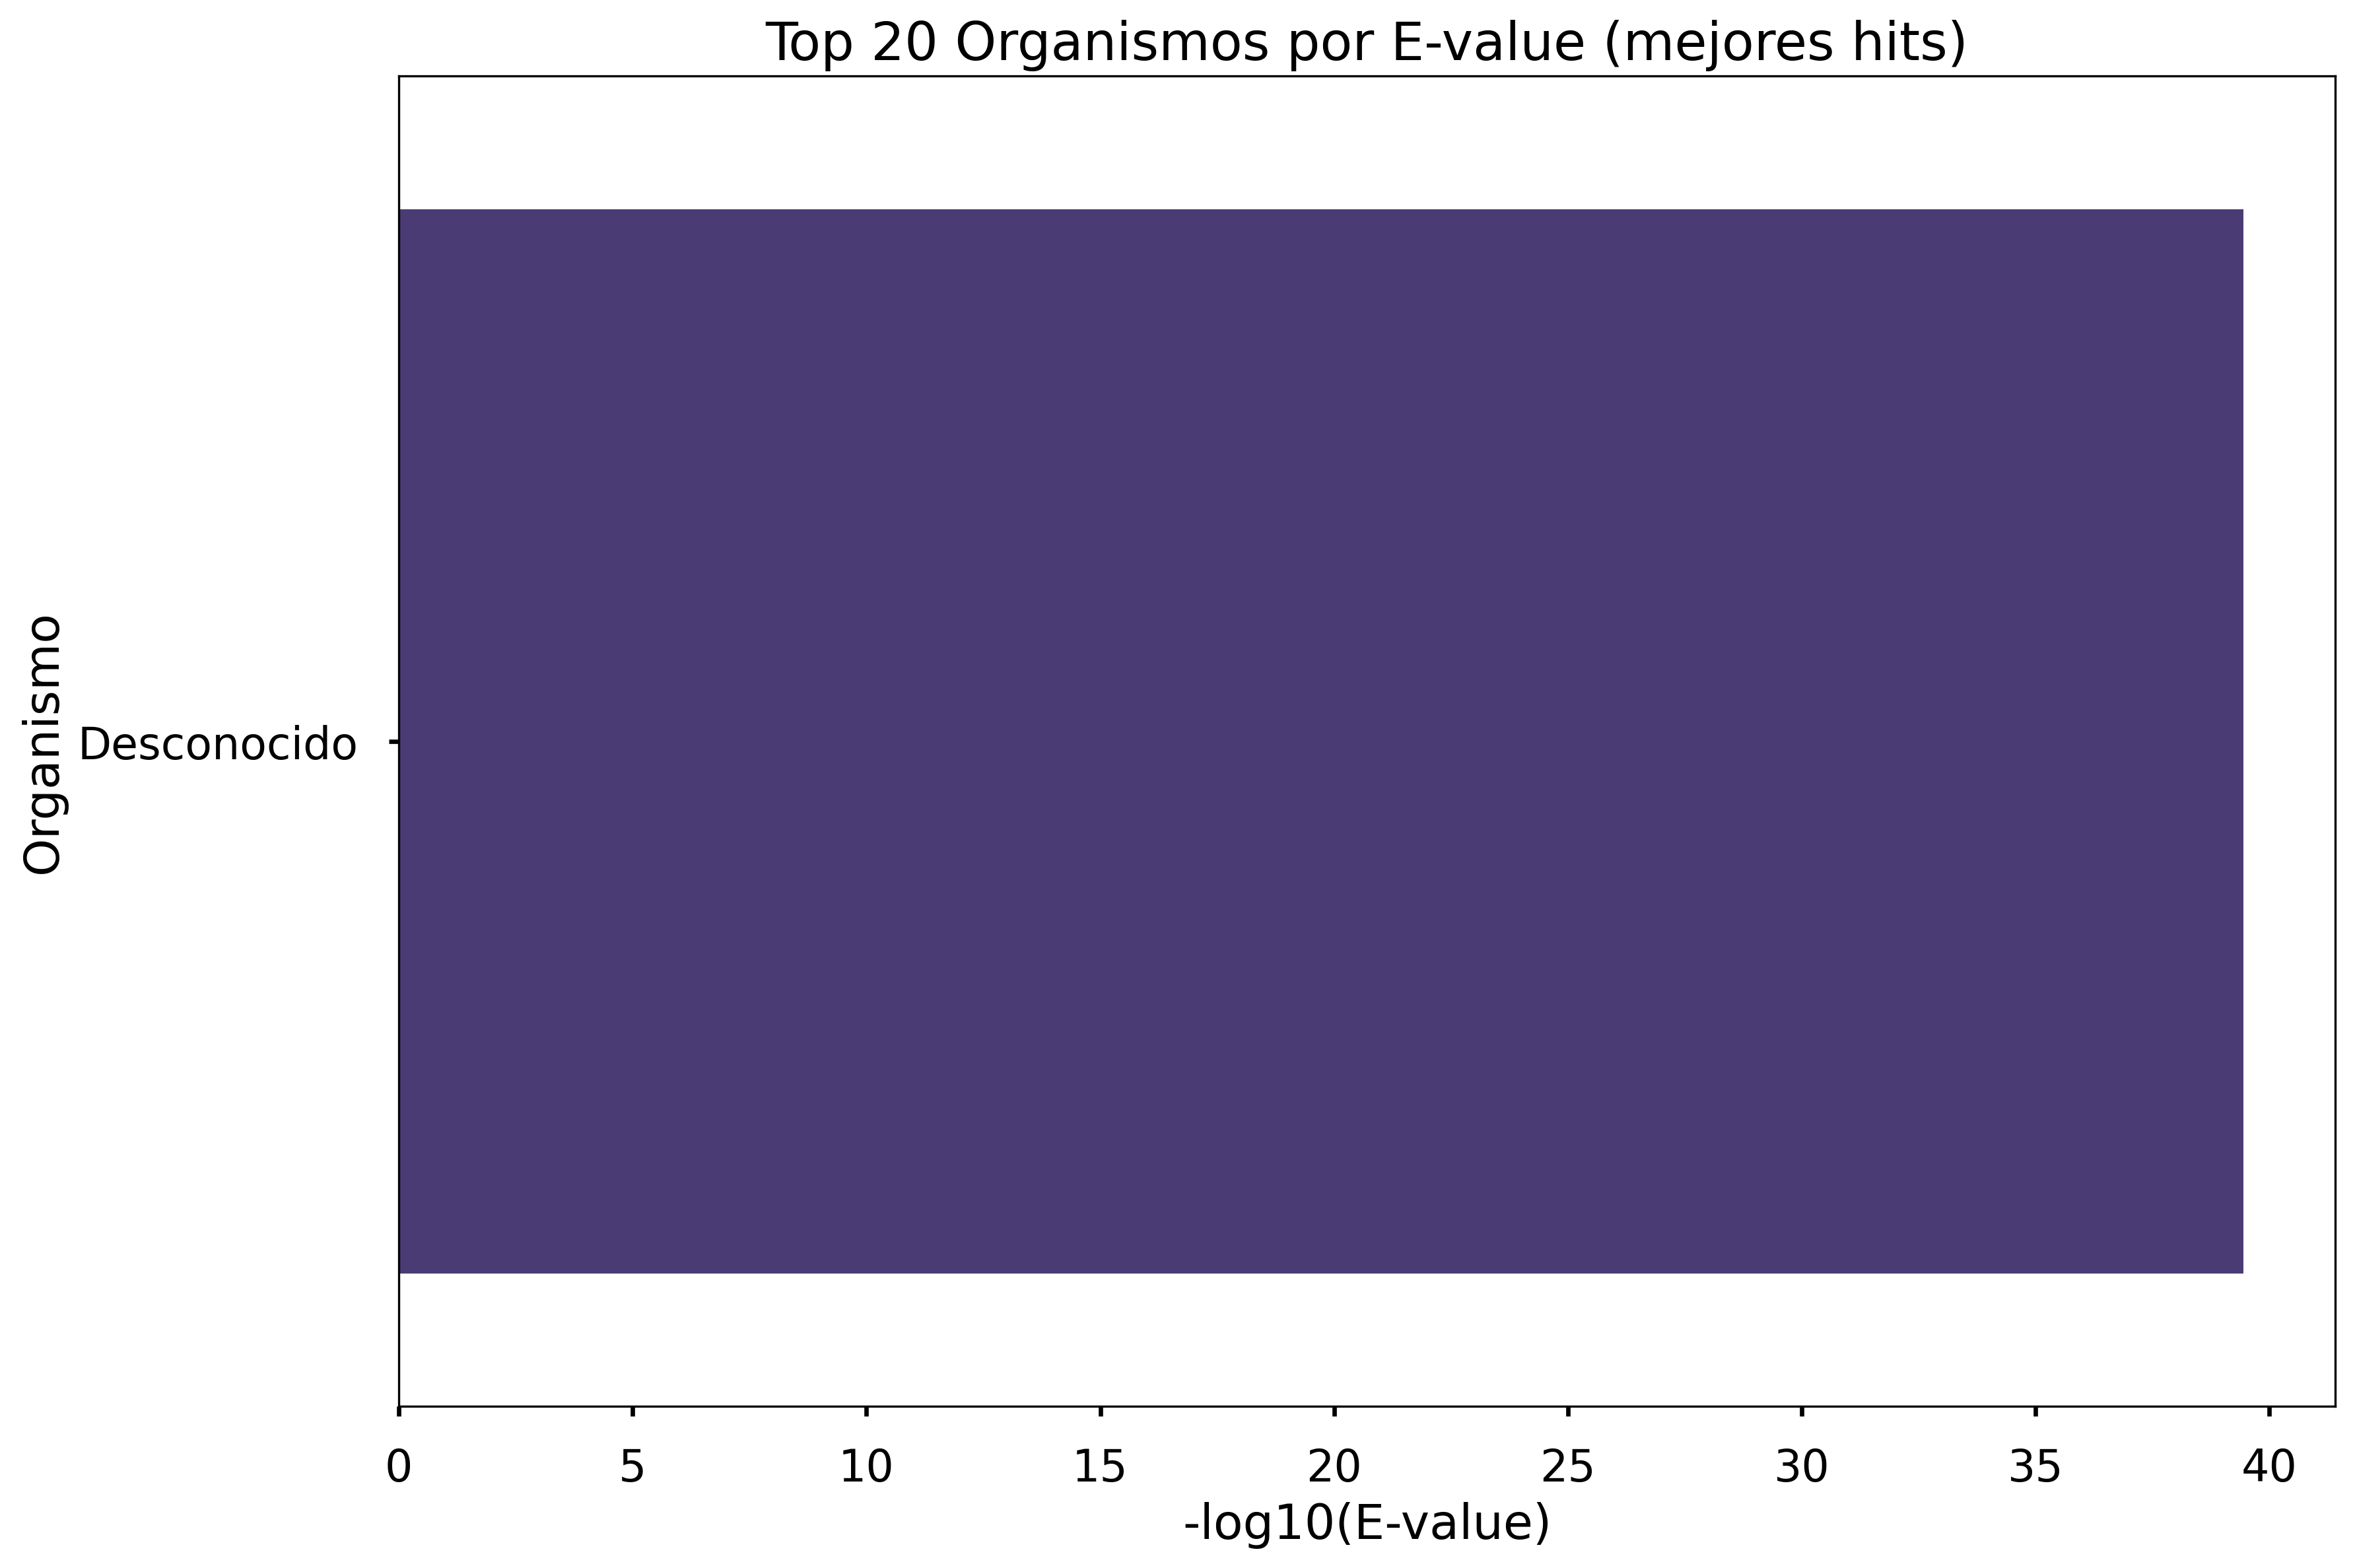 Top 20 Organismos por E-value (mejores hits)
Organismo
Desconocido
0 5 10 15 20 25 30 35 40
-log10(E-value)